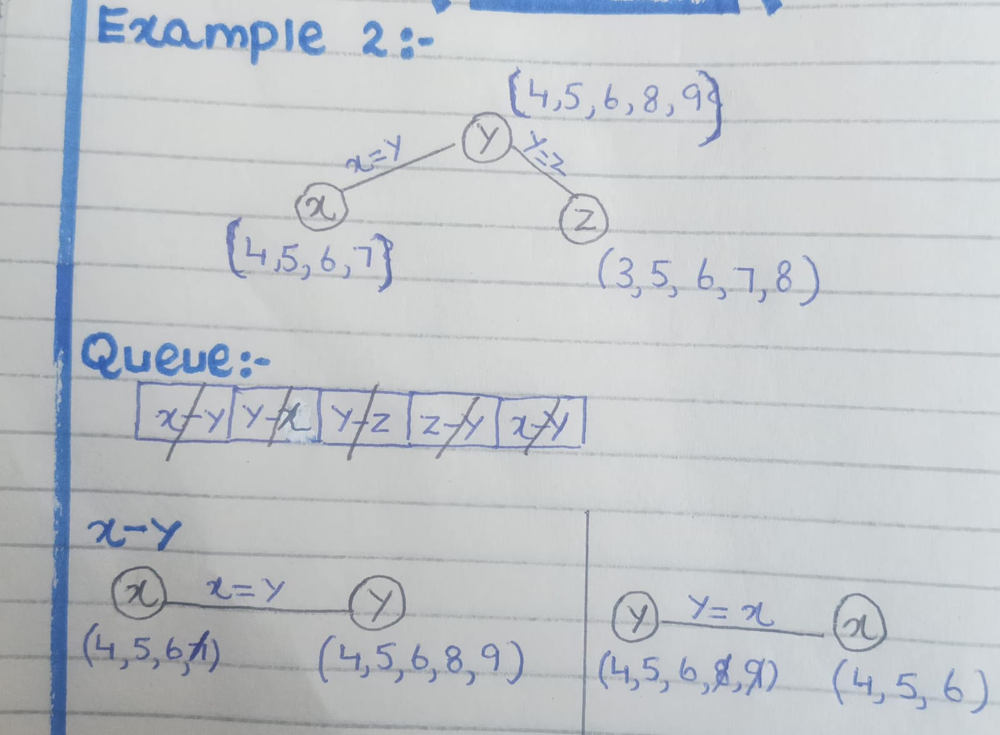 Example 2:-
{4,5,6,8,9}
x=y y=z
y
x
z
{4,5,6,7}
(3,5,6,7,8)
Queue:-
x-y y-x y-z z-y x-y
x-y
x x=y y
y y=x x
(4,5,6,7) (4,5,6,8,9)
(4,5,6,8,9) (4,5,6)